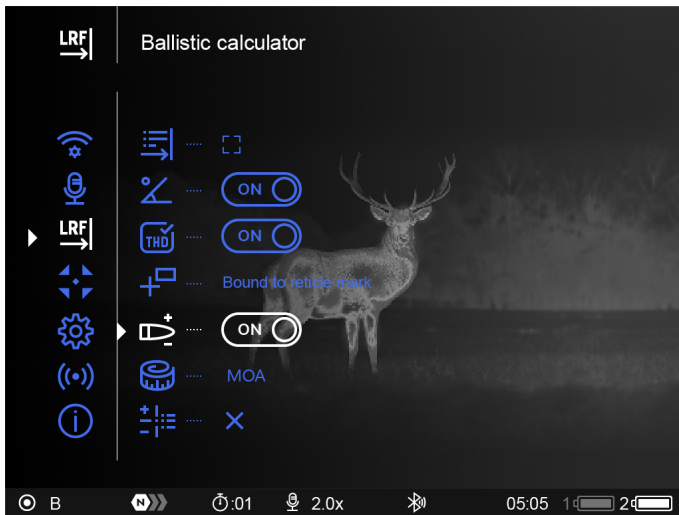 LRF
Ballistic calculator
ON
LRF
THD
ON
Bound to reticle mark
ON
MOA
B
N
:01
2.0x
05:05
1
2